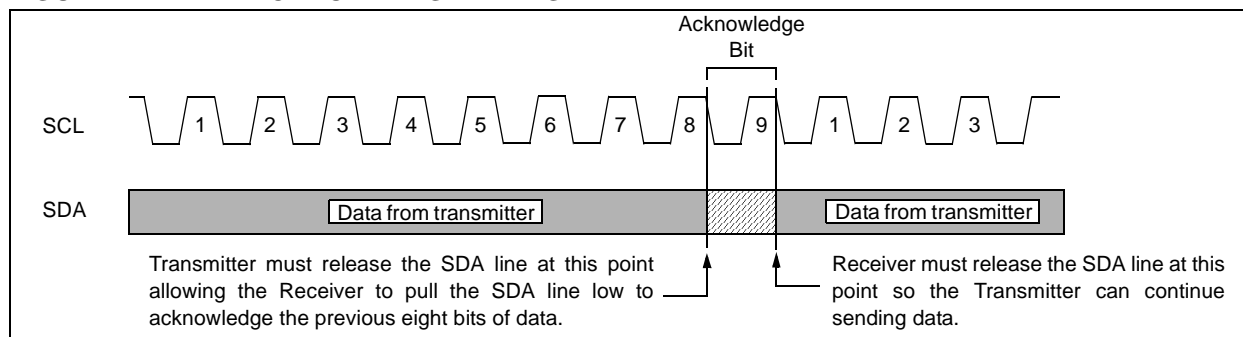 Acknowledge
Bit
SCL
1 2 3 4 5 6 7 8 9 1 2 3
SDA
Data from transmitter
Data from transmitter
Transmitter must release the SDA line at this point
allowing the Receiver to pull the SDA line low to
acknowledge the previous eight bits of data.
Receiver must release the SDA line at this
point so the Transmitter can continue
sending data.